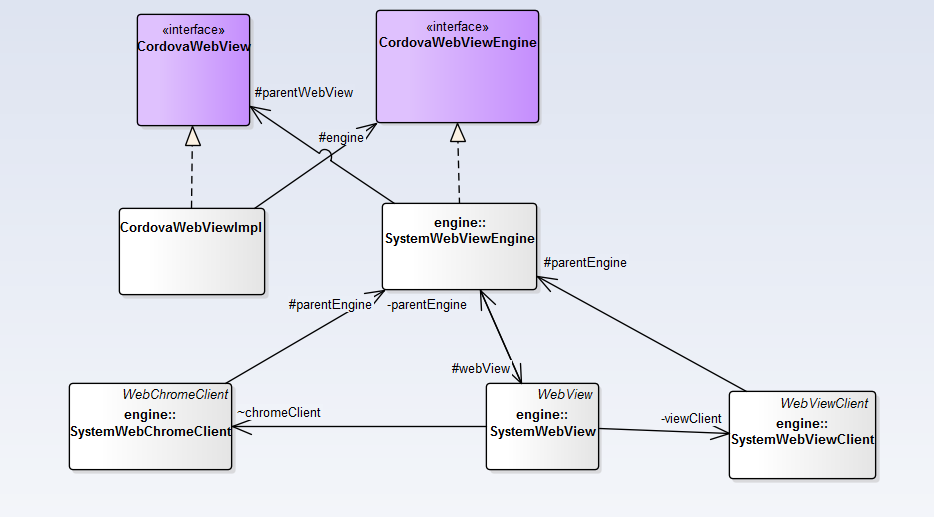 «interface»
CordovaWebView
«interface»
CordovaWebViewEngine
#parentWebView
#engine
CordovaWebViewImpl
engine::
SystemWebViewEngine
#parentEngine
#parentEngine
-parentEngine
#webView
WebChromeClient
engine::
SystemWebChromeClient
~chromeClient
WebView
engine::
SystemWebView
-viewClient
WebViewClient
engine::
SystemWebViewClient